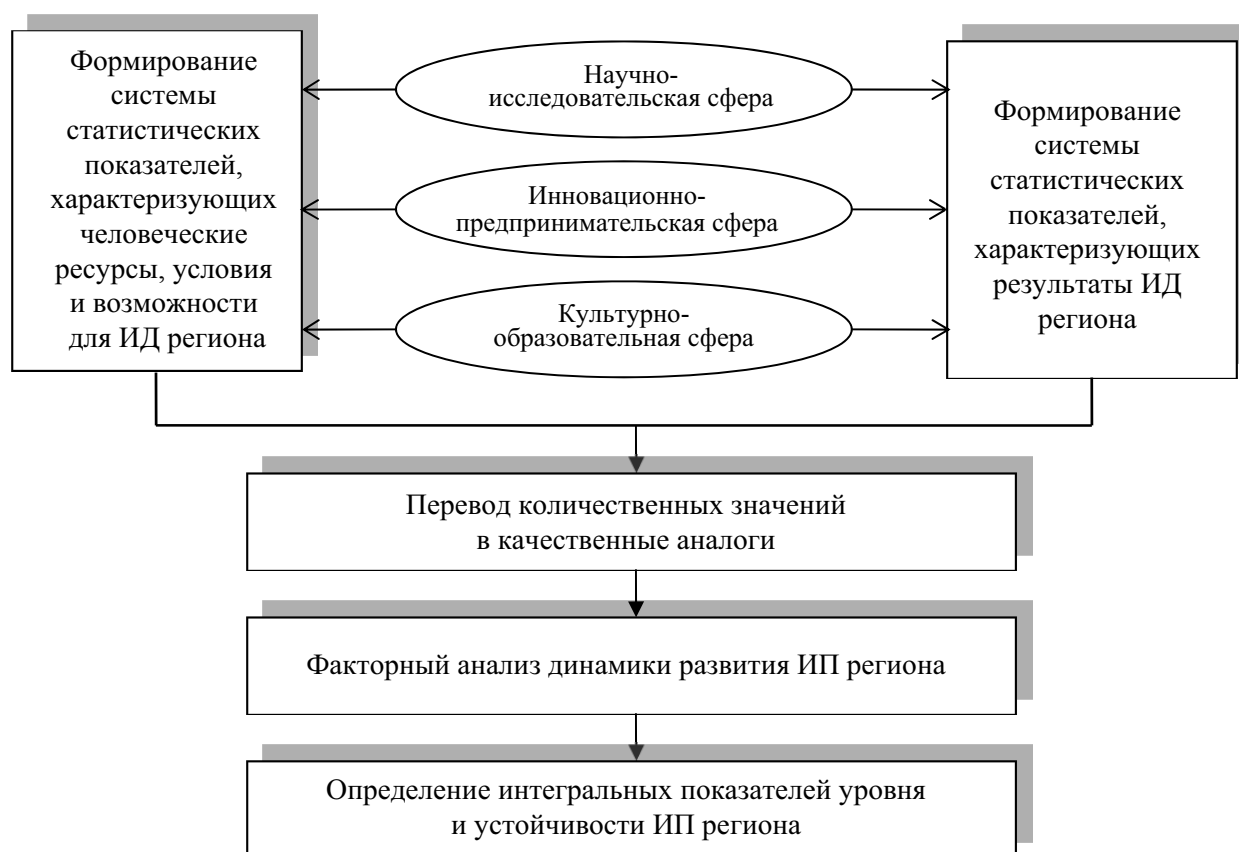 Формирование
системы
статистических
показателей,
характеризующих
человеческие
ресурсы, условия
и возможности
для ИД региона
Научно-
исследовательская сфера
Инновационно-
предпринимательская сфера
Культурно-
образовательная сфера
Формирование
системы
статистических
показателей,
характеризующих
результаты ИД
региона
Перевод количественных значений
в качественные аналоги
Факторный анализ динамики развития ИП региона
Определение интегральных показателей уровня
и устойчивости ИП региона